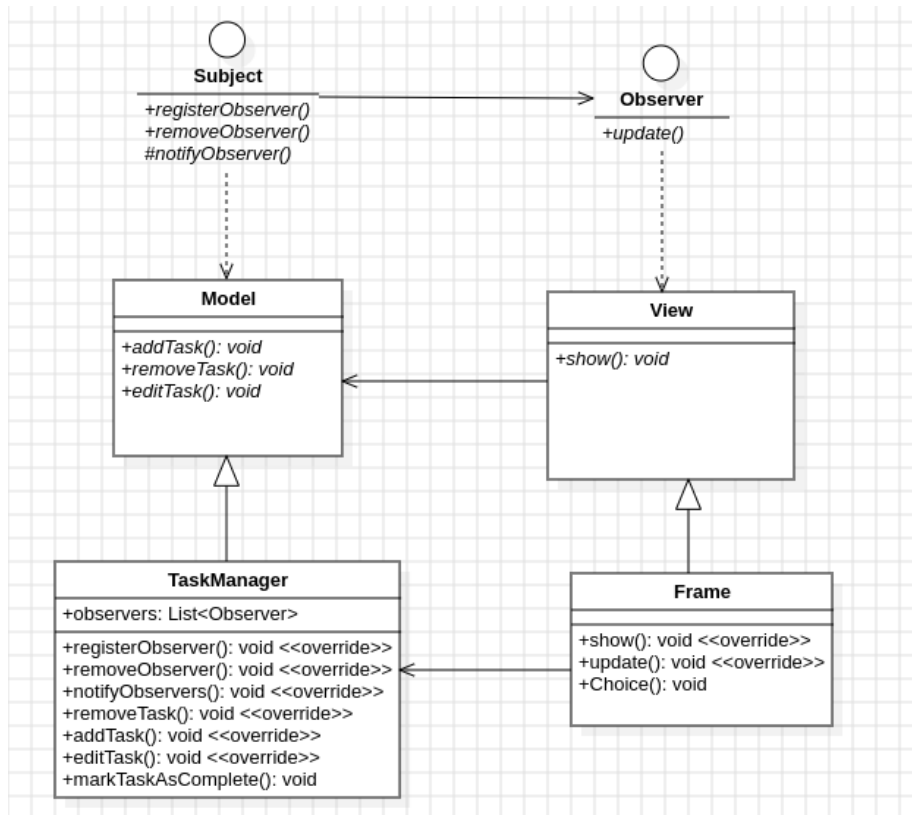 Subject
+registerObserver()
+removeObserver()
#notifyObserver()
Observer
+update()
Model
+addTask(): void
+removeTask(): void
+editTask(): void
View
+show(): void
TaskManager
+observers: List<Observer>
+registerObserver(): void <<override>>
+removeObserver(): void <<override>>
+notifyObservers(): void <<override>>
+removeTask(): void <<override>>
+addTask(): void <<override>>
+editTask(): void <<override>>
+markTaskAsComplete(): void
Frame
+show(): void <<override>>
+update(): void <<override>>
+Choice(): void